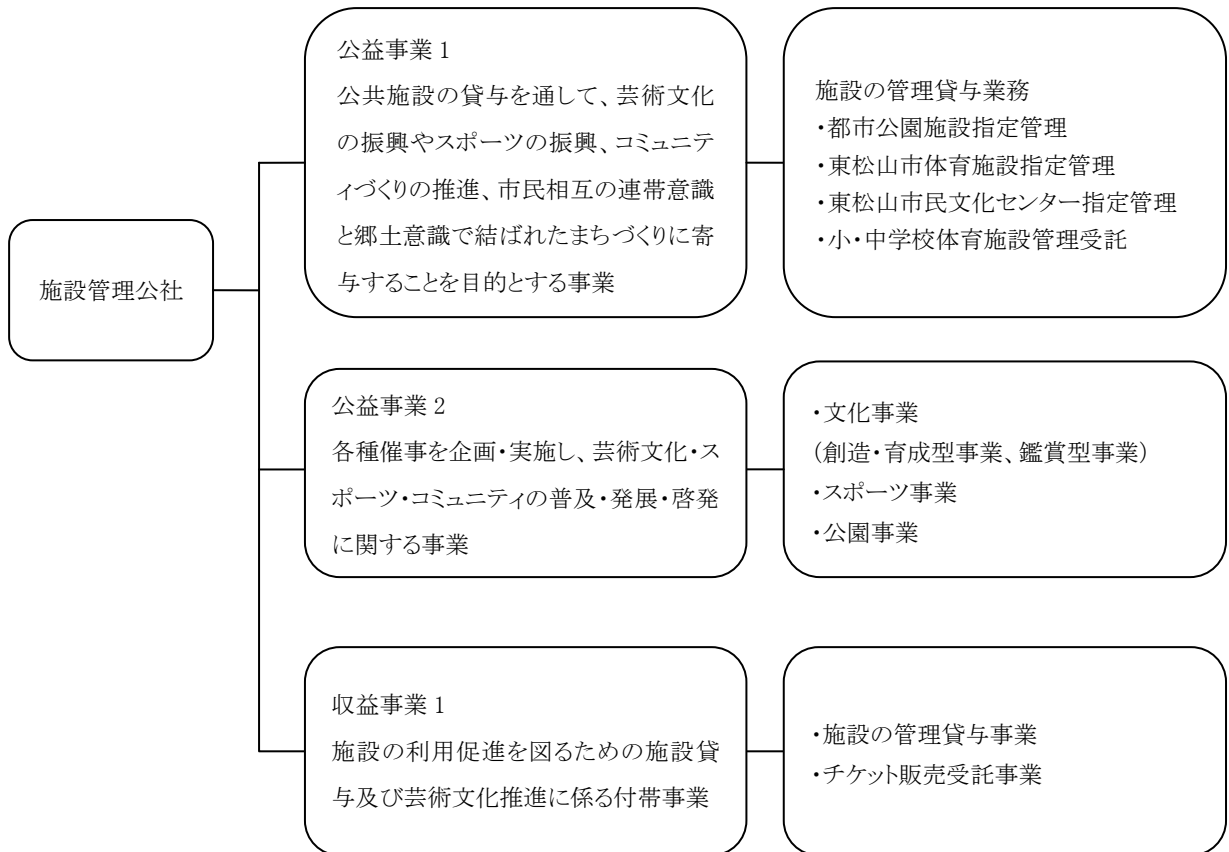 施設管理公社
公益事業 1
公共施設の貸与を通して、芸術文化
の振興やスポーツの振興、コミュニテ
ィづくりの推進、市民相互の連帯意識
と郷土意識で結ばれたまちづくりに寄
与することを目的とする事業
施設の管理貸与業務
・都市公園施設指定管理
・東松山市体育施設指定管理
・東松山市民文化センター指定管理
・小・中学校体育施設管理受託
公益事業 2
各種催事を企画・実施し、芸術文化・ス
ポーツ・コミュニティの普及・発展・啓発
に関する事業
・文化事業
(創造・育成型事業、鑑賞型事業)
・スポーツ事業
・公園事業
収益事業 1
施設の利用促進を図るための施設貸
与及び芸術文化推進に係る付帯事業
・施設の管理貸与事業
・チケット販売受託事業